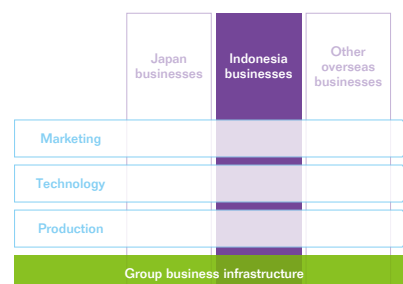 Japan
businesses
Indonesia
businesses
Other
overseas
businesses
Marketing
Technology
Production
Group business infrastructure